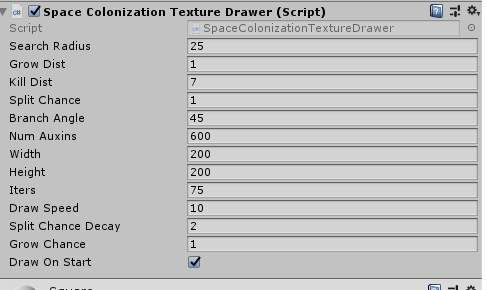 Space Colonization Texture Drawer (Script)
Script SpaceColonizationTextureDrawer
Search Radius 25
Grow Dist 1
Kill Dist 7
Split Chance 1
Branch Angle 45
Num Auxins 600
Width 200
Height 200
Iters 75
Draw Speed 10
Split Chance Decay 2
Grow Chance 1
Draw On Start